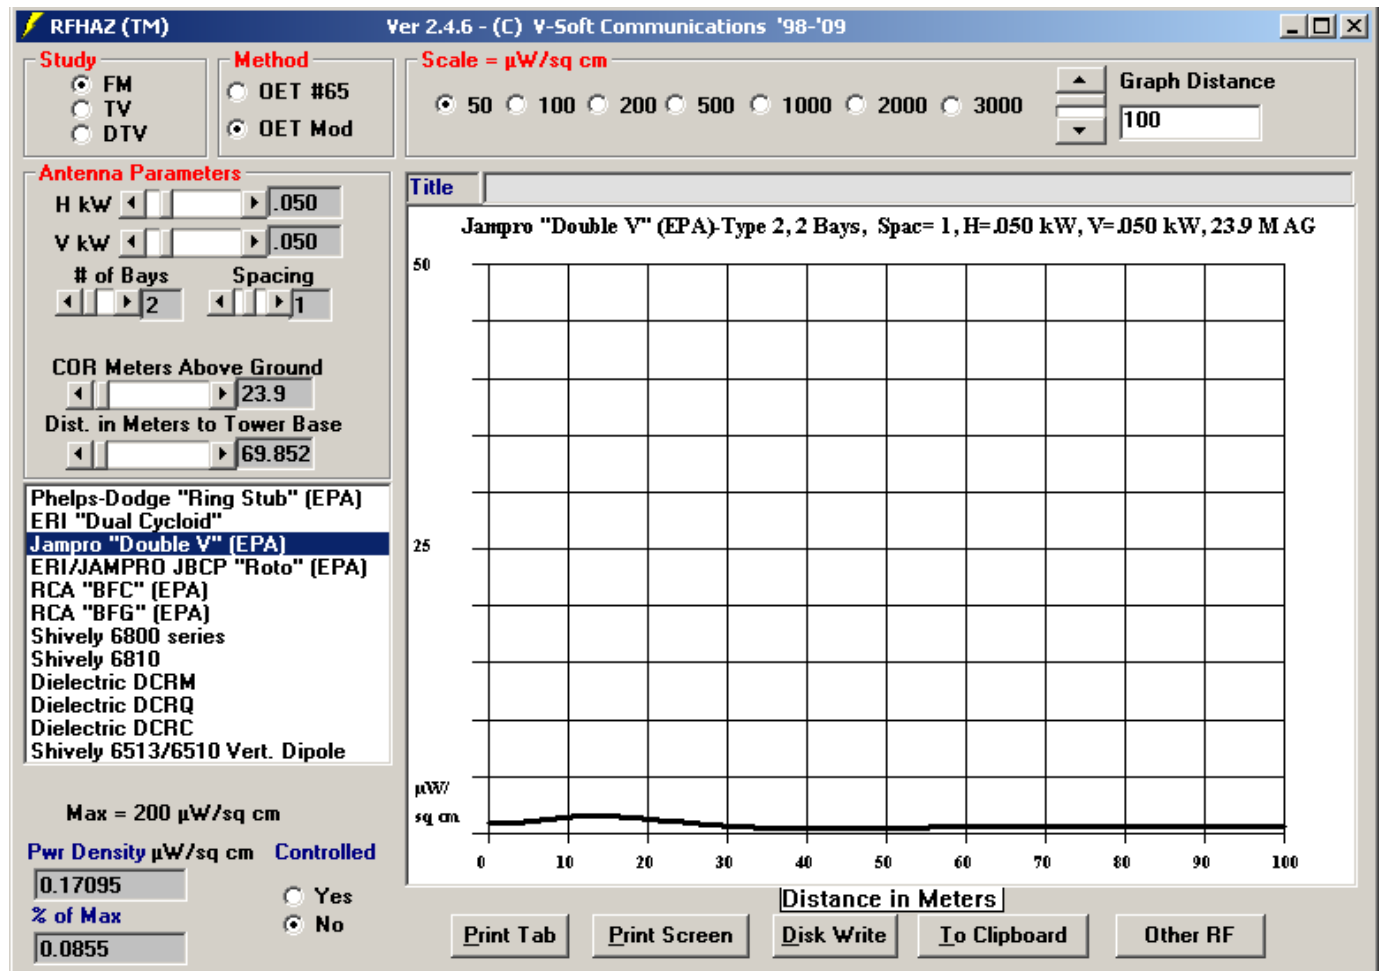 RFHAZ (TM) Ver 2.4.6 - (C) V-Soft Communications '98-'09
Study
FM
TV
DTV
Method
OET #65
OET Mod
Scale = µW/sq cm
50 100 200 500 1000 2000 3000
Graph Distance
100
Antenna Parameters
H kW .050
V kW .050
# of Bays Spacing
2 1
COR Meters Above Ground
23.9
Dist. in Meters to Tower Base
69.852
Phelps-Dodge "Ring Stub" (EPA)
ERI "Dual Cycloid"
Jampro "Double V" (EPA)
ERI/JAMPRO JBCP "Roto" (EPA)
RCA "BFC" (EPA)
RCA "BFG" (EPA)
Shively 6800 series
Shively 6810
Dielectric DCRM
Dielectric DCRQ
Dielectric DCRC
Shively 6513/6510 Vert. Dipole
Max = 200 µW/sq cm
Pwr Density µW/sq cm
0.17095
% of Max
0.0855
Controlled
Yes
No
Title
Jampro "Double V" (EPA)-Type 2, 2 Bays, Spac= 1, H=.050 kW, V=.050 kW, 23.9 M AG
50
25
µW/
sq cm
0 10 20 30 40 50 60 70 80 90 100
Distance in Meters
Print Tab Print Screen Disk Write To Clipboard Other RF